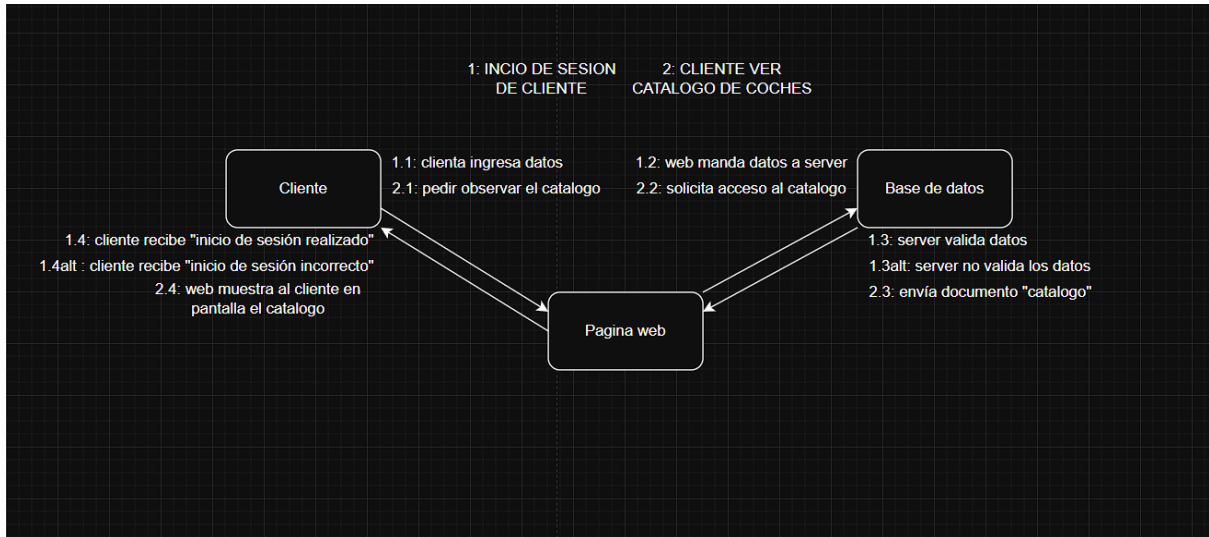 1: INCIO DE SESION
DE CLIENTE
2: CLIENTE VER
CATALOGO DE COCHES
Cliente
1.1: clienta ingresa datos
2.1: pedir observar el catalogo
1.2: web manda datos a server
2.2: solicita acceso al catalogo
Base de datos
1.4: cliente recibe "inicio de sesión realizado"
1.4alt : cliente recibe "inicio de sesión incorrecto"
2.4: web muestra al cliente en
pantalla el catalogo
1.3: server valida datos
1.3alt: server no valida los datos
2.3: envía documento "catalogo"
Pagina web